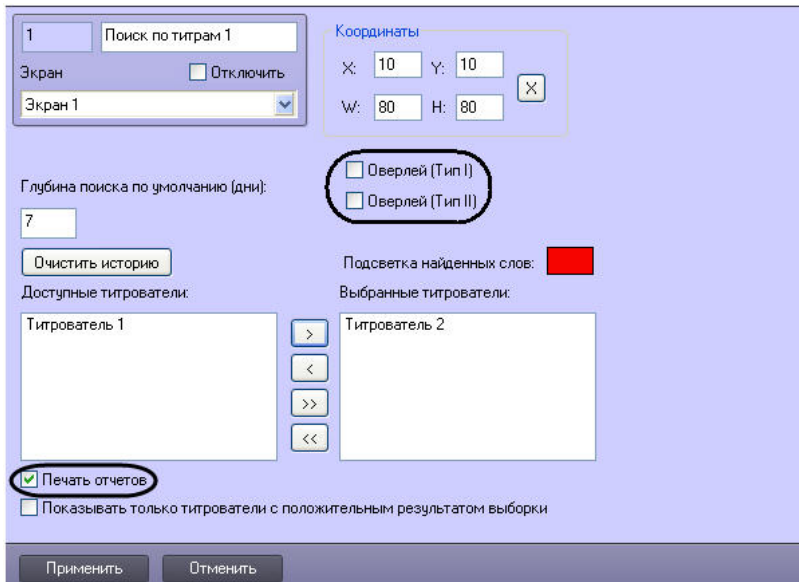 1
Поиск по титрам 1
Экран
Отключить
Экран 1
Координаты
X: 10 Y: 10
W: 80 H: 80
X
Оверлей (Тип I)
Оверлей (Тип II)
Глубина поиска по умолчанию (дни):
7
Очистить историю
Подсветка найденных слов:
Доступные титрователи:
Выбранные титрователи:
Титрователь 1
Титрователь 2
>
<
>>
<<
Печать отчетов
Показывать только титрователи с положительным результатом выборки
Применить
Отменить